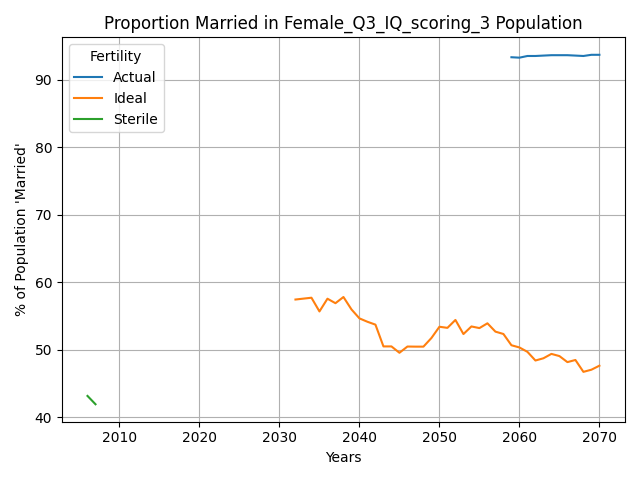 Proportion Married in Female_Q3_IQ_scoring_3 Population
Fertility
Actual
Ideal
Sterile
% of Population 'Married'
90
80
70
60
50
40
2010
2020
2030
2040
2050
2060
2070
Years